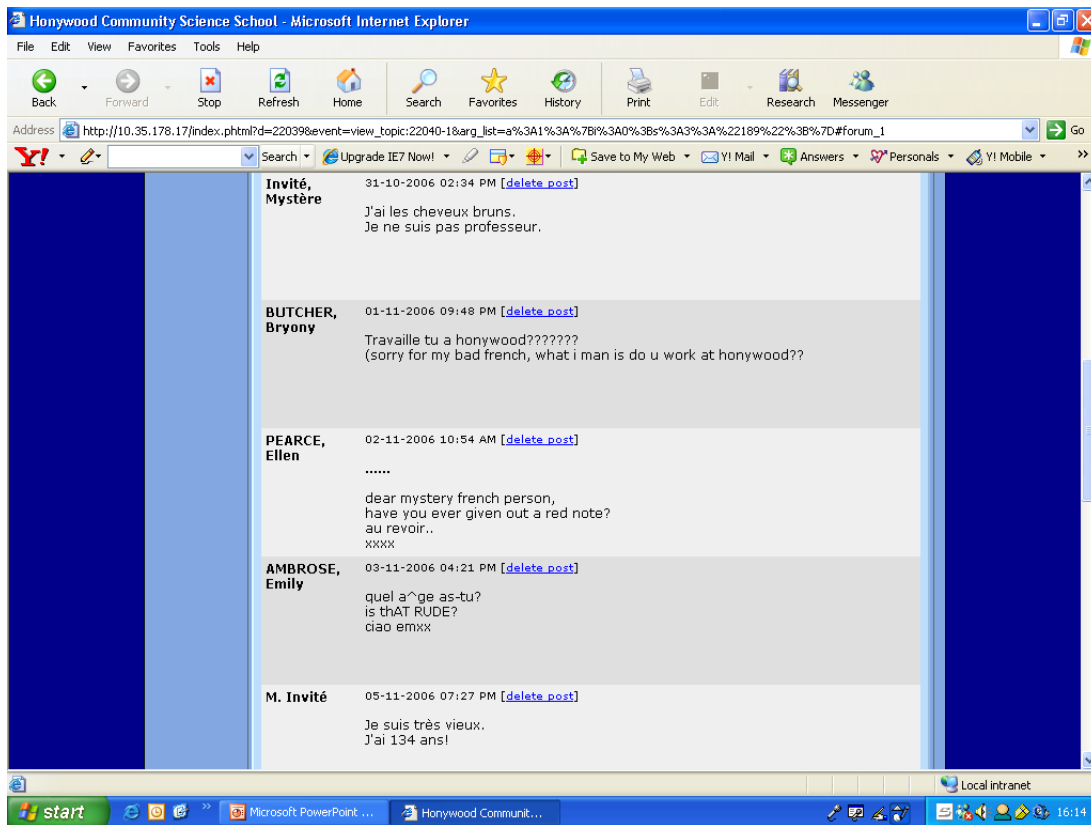 Honywood Community Science School - Microsoft Internet Explorer
File Edit View Favorites Tools Help
Back Forward Stop Refresh Home Search Favorites History Print Edit Research Messenger
Address http://10.35.178.17/index.phtml?d=22039&event=view_topic:22040-1&arg_list=a%3A1%3A%7Bi%3A0%3Bs%3A3%3A%22189%22%3B%7D#forum_1 Go
Y! Search Upgrade IE7 Now! Save to My Web Y! Mail Answers Personals Y! Mobile »
Invité, Mystère
31-10-2006 02:34 PM [delete post]
J'ai les cheveux bruns.
Je ne suis pas professeur.
BUTCHER, Bryony
01-11-2006 09:48 PM [delete post]
Travaille tu a honywood???????
(sorry for my bad french, what i man is do u work at honywood??
PEARCE, Ellen
02-11-2006 10:54 AM [delete post]
......
dear mystery french person,
have you ever given out a red note?
au revoir..
xxxx
AMBROSE, Emily
03-11-2006 04:21 PM [delete post]
quel a^ge as-tu?
is thAT RUDE?
ciao emxx
M. Invité
05-11-2006 07:27 PM [delete post]
Je suis très vieux.
J'ai 134 ans!
Local intranet
start » Microsoft PowerPoint ... Honywood Communit... 16:14